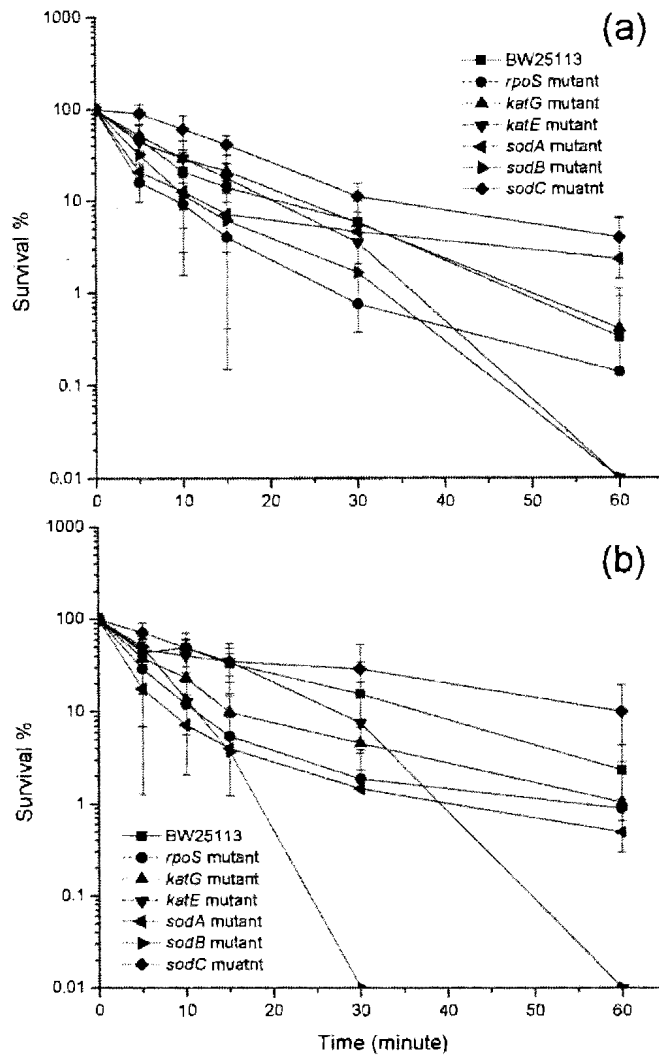 (a)
1000
100
10
1
0.1
0.01
Survival %
BW25113
rpoS mutant
katG mutant
katE mutant
sodA mutant
sodB mutant
sodC muatnt
0 10 20 30 40 50 60
(b)
1000
100
10
1
0.1
0.01
Survival %
BW25113
rpoS mutant
katG mutant
katE mutant
sodA mutant
sodB mutant
sodC muatnt
0 10 20 30 40 50 60
Time (minute)